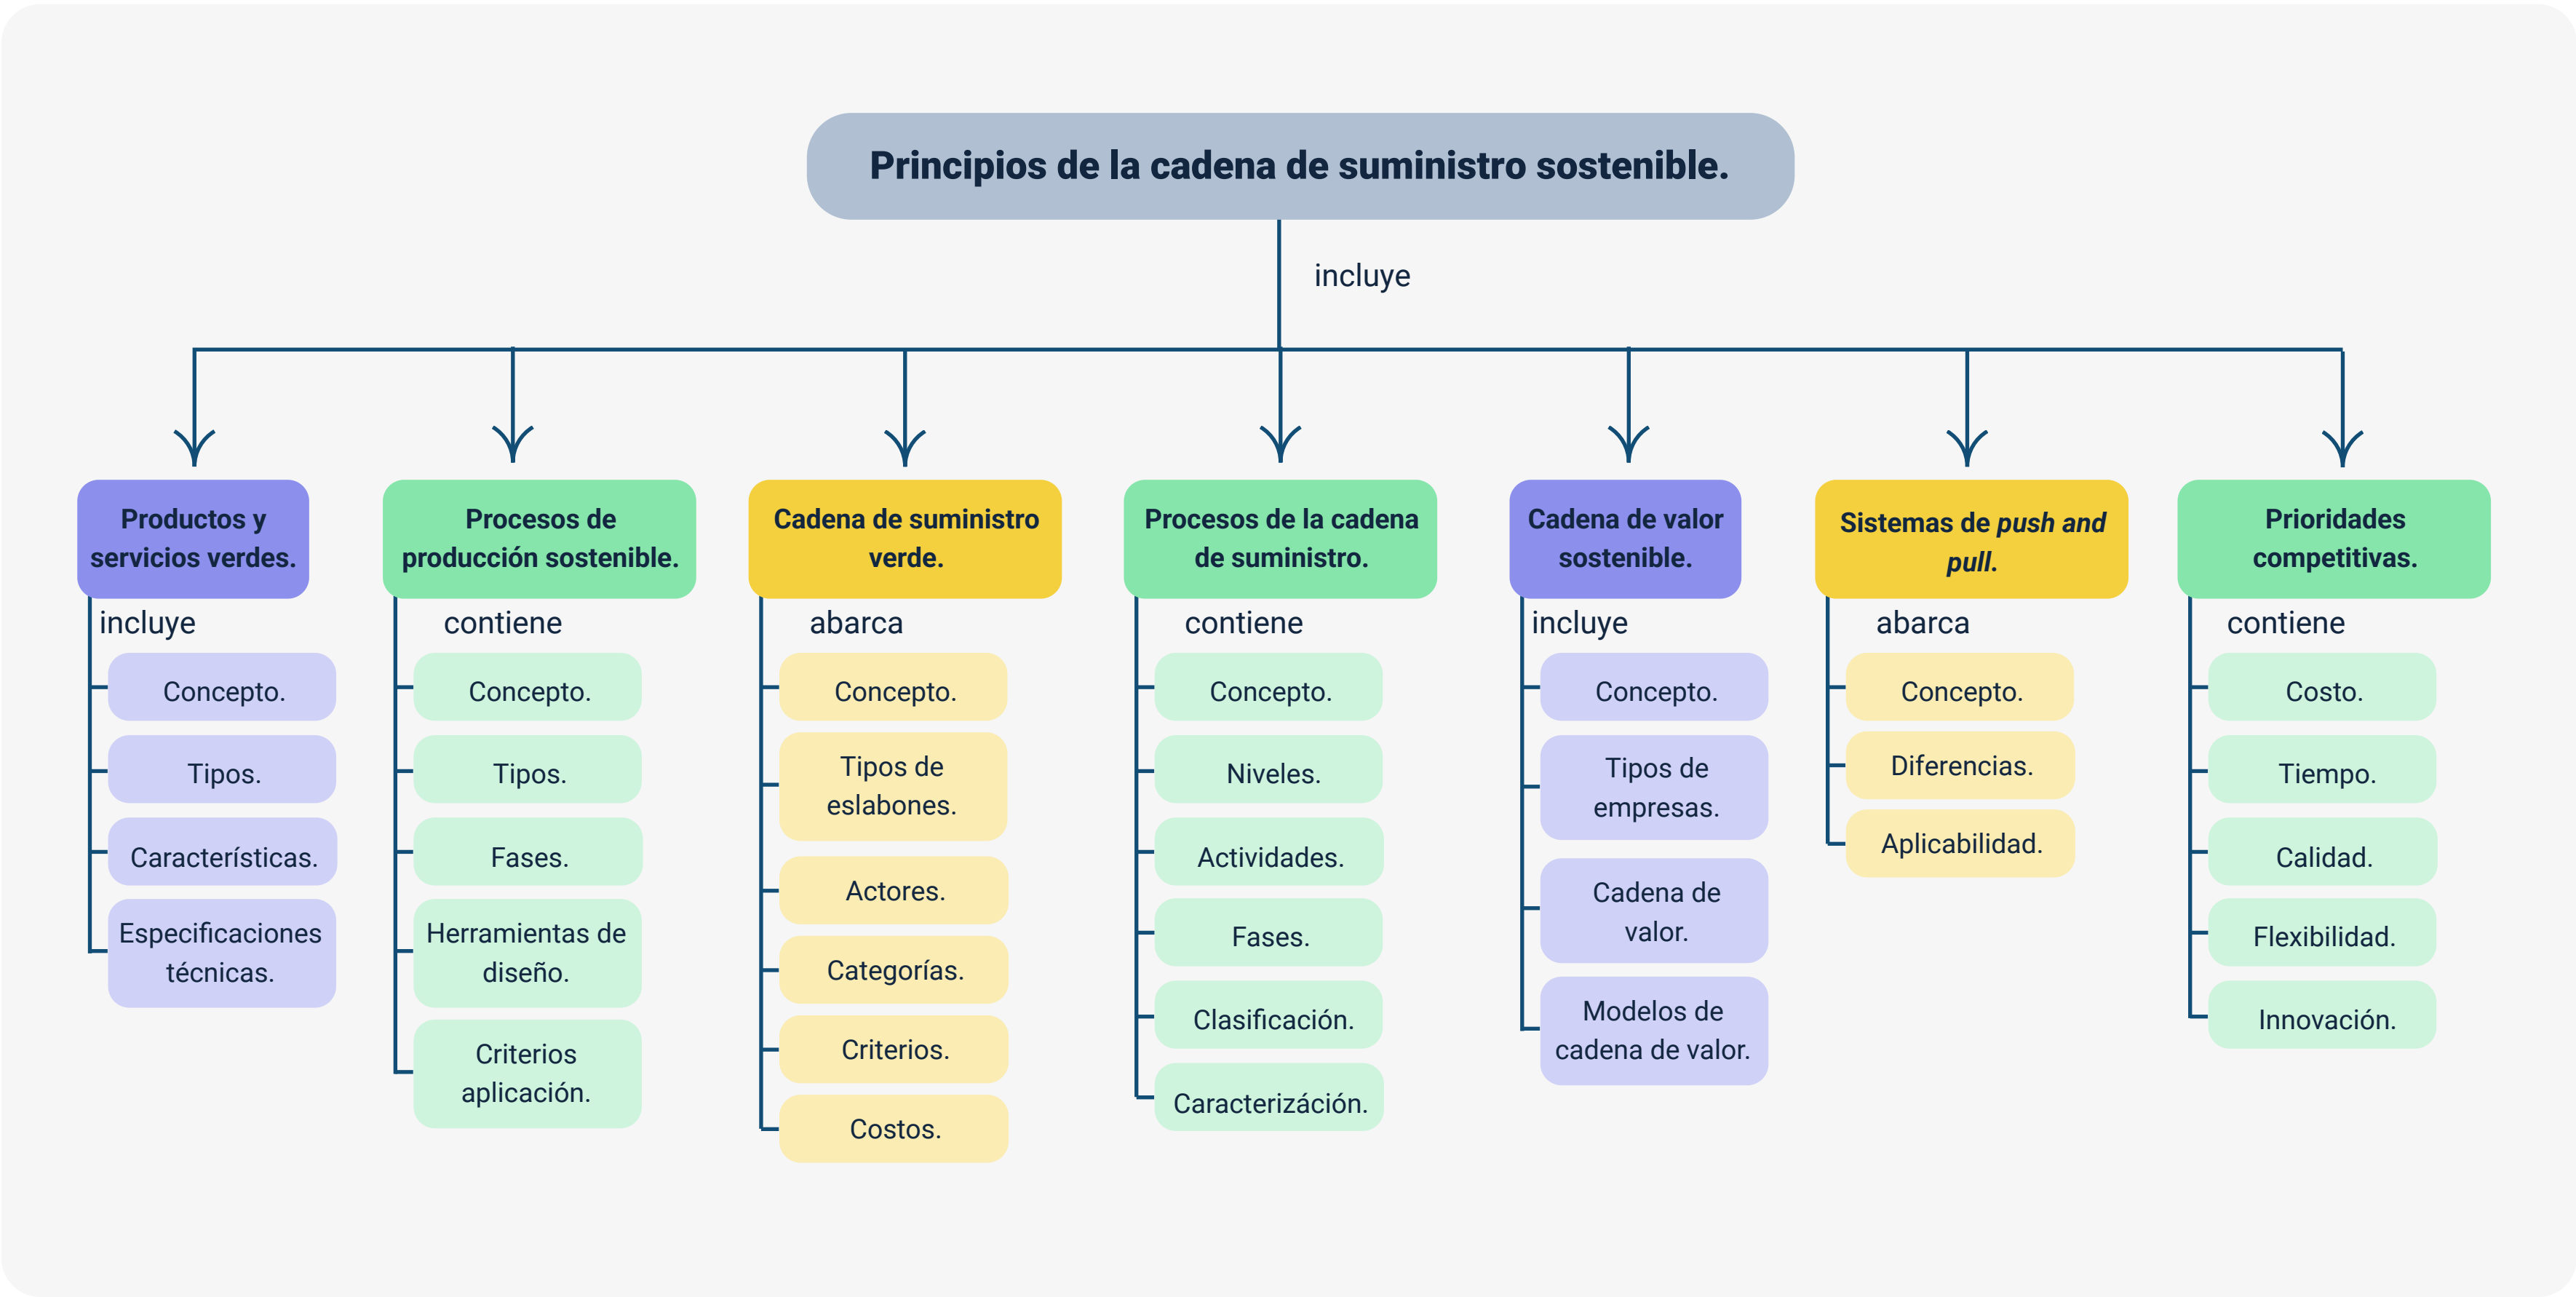 Principios de la cadena de suministro sostenible.
incluye
Productos y
servicios verdes.
incluye
Concepto.
Tipos.
Características.
Especificaciones
técnicas.
Procesos de
producción sostenible.
contiene
Concepto.
Tipos.
Fases.
Herramientas de
diseño.
Criterios
aplicación.
Cadena de suministro
verde.
abarca
Concepto.
Tipos de
eslabones.
Actores.
Categorías.
Criterios.
Costos.
Procesos de la cadena
de suministro.
contiene
Concepto.
Niveles.
Actividades.
Fases.
Clasificación.
Caracterizáción.
Cadena de valor
sostenible.
incluye
Concepto.
Tipos de
empresas.
Cadena de
valor.
Modelos de
cadena de valor.
Sistemas de push and
pull.
abarca
Concepto.
Diferencias.
Aplicabilidad.
Prioridades
competitivas.
contiene
Costo.
Tiempo.
Calidad.
Flexibilidad.
Innovación.